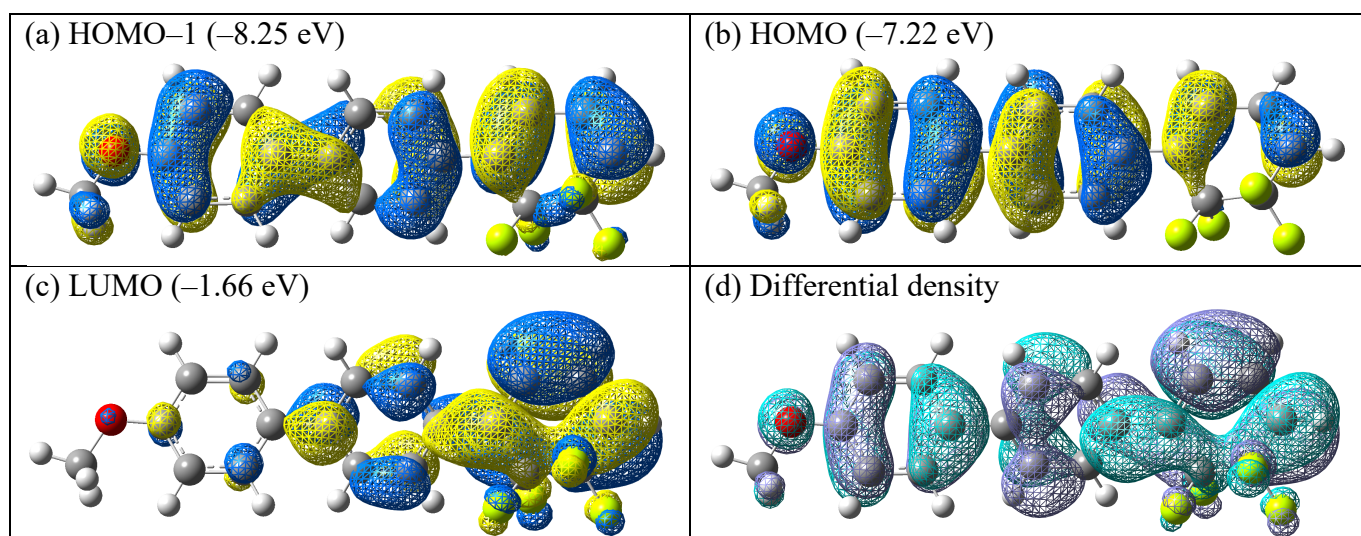 (a) HOMO–1 (–8.25 eV)
(b) HOMO (–7.22 eV)
(c) LUMO (–1.66 eV)
(d) Differential density